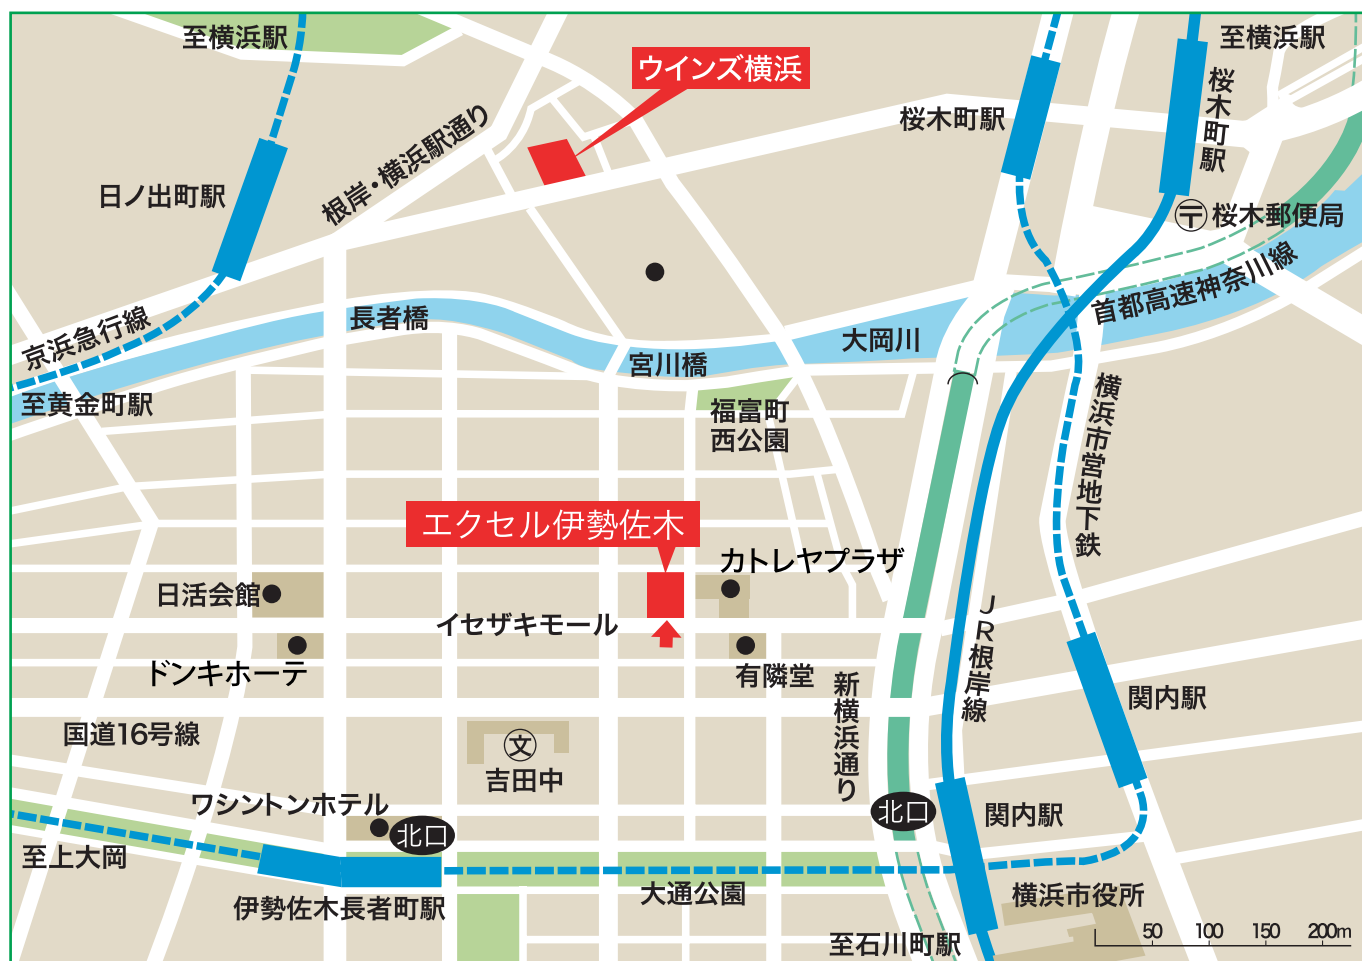 至横浜駅
ウインズ横浜
至横浜駅
桜木町駅
桜木町駅
根岸・横浜駅通り
日ノ出町駅
〒桜木郵便局
首都高速神奈川線
京浜急行線
長者橋
大岡川
宮川橋
至黄金町駅
福富町
西公園
横浜市営地下鉄
エクセル伊勢佐木
カトレヤプラザ
日活会館
イセザキモール
JR根岸線
ドンキホーテ
有隣堂
新横浜通り
関内駅
国道16号線
文
吉田中
ワシントンホテル
北口
北口
関内駅
至上大岡
伊勢佐木長者町駅
大通公園
横浜市役所
至石川町駅
50 100 150 200m